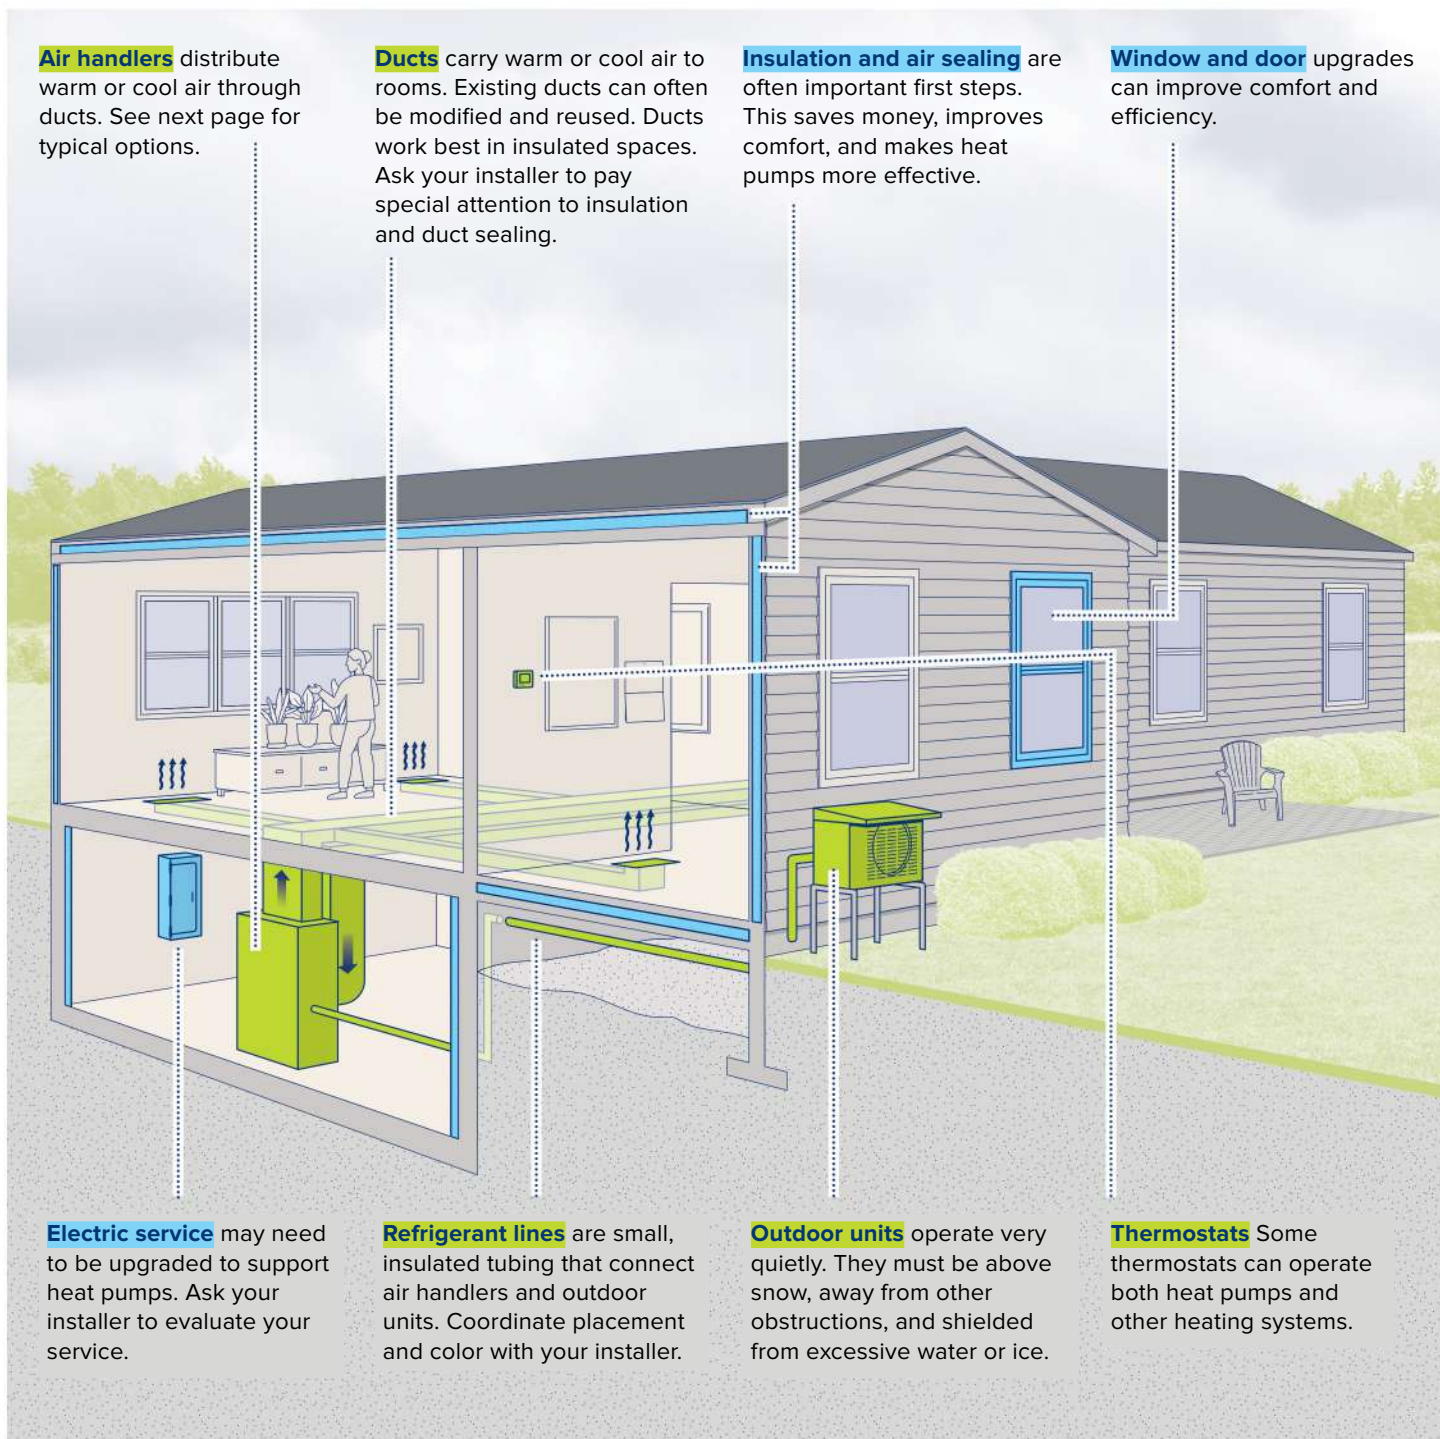 Air handlers distribute
warm or cool air through
ducts. See next page for
typical options.
Ducts carry warm or cool air to
rooms. Existing ducts can often
be modified and reused. Ducts
work best in insulated spaces.
Ask your installer to pay
special attention to insulation
and duct sealing.
Insulation and air sealing are
often important first steps.
This saves money, improves
comfort, and makes heat
pumps more effective.
Window and door upgrades
can improve comfort and
efficiency.
Electric service may need
to be upgraded to support
heat pumps. Ask your
installer to evaluate your
service.
Refrigerant lines are small,
insulated tubing that connect
air handlers and outdoor
units. Coordinate placement
and color with your installer.
Outdoor units operate very
quietly. They must be above
snow, away from other
obstructions, and shielded
from excessive water or ice.
Thermostats Some
thermostats can operate
both heat pumps and
other heating systems.